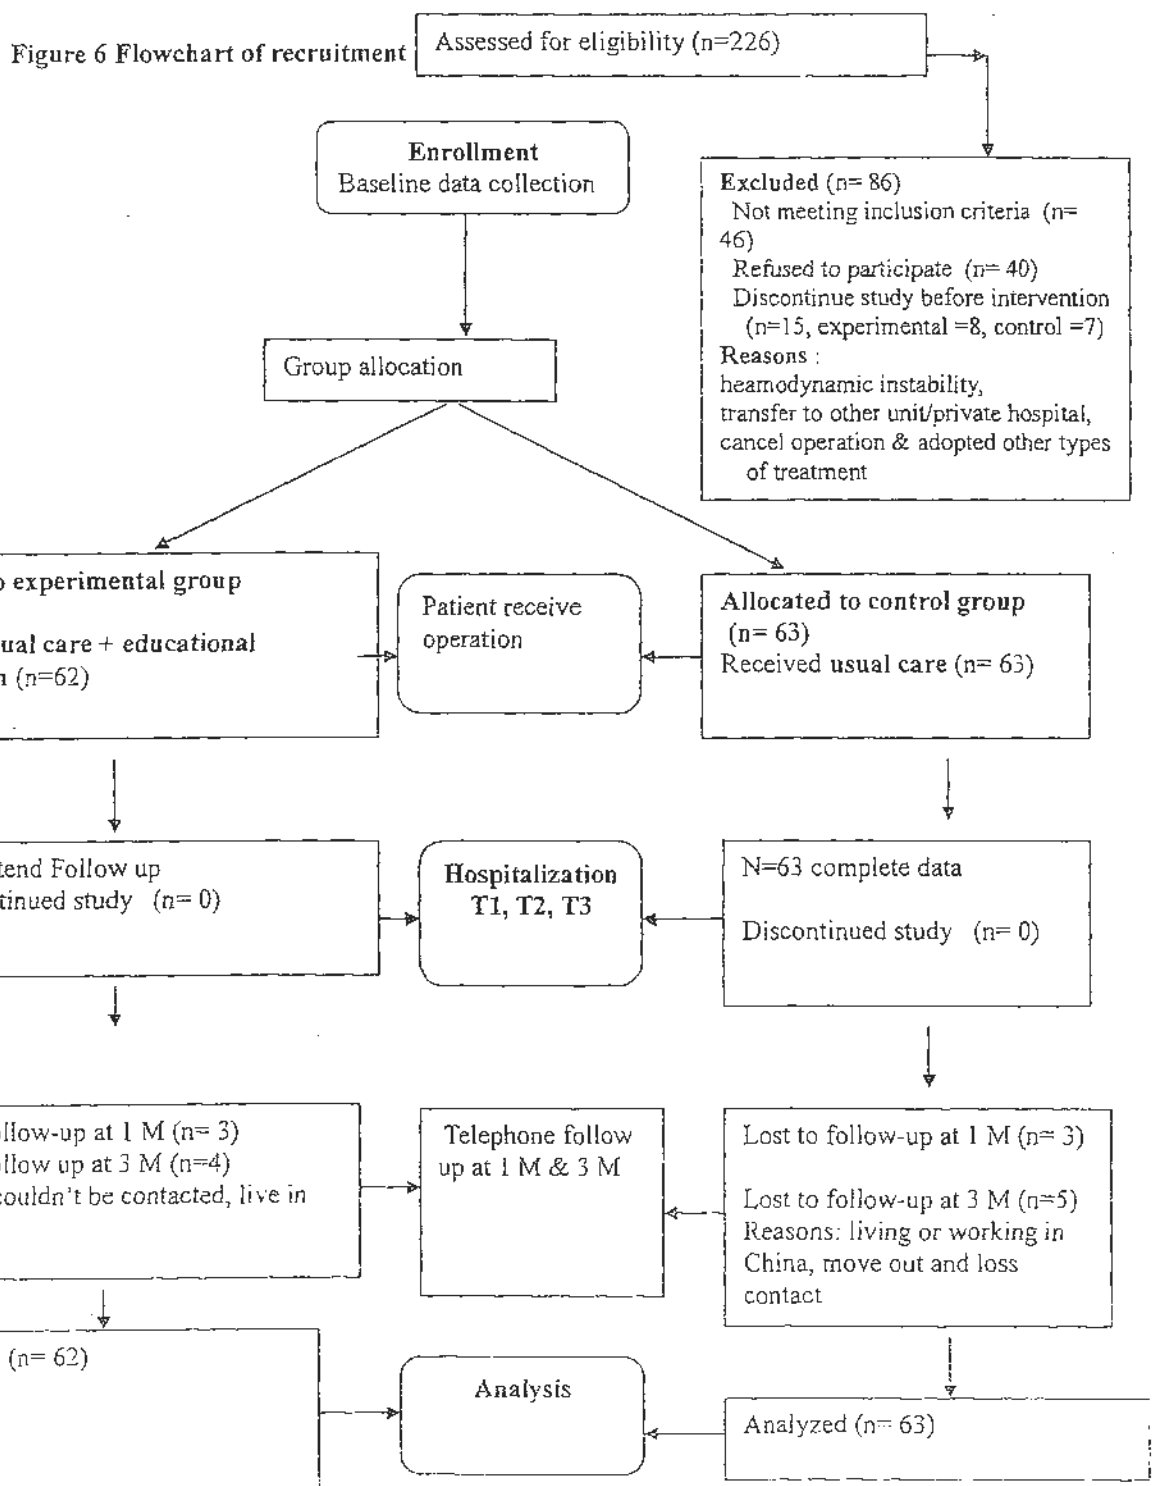 Figure 6 Flowchart of recruitment
Assessed for eligibility (n=226)
Enrollment
Baseline data collection
Excluded (n= 86)
Not meeting inclusion criteria (n=
46)
Refused to participate (n= 40)
Discontinue study before intervention
(n=15, experimental =8, control =7)
Reasons :
heamodynamic instability,
transfer to other unit/private hospital,
cancel operation & adopted other types
of treatment
Group allocation
o experimental group
ual care + educational
n (n=62)
Patient receive
operation
Allocated to control group
(n= 63)
Received usual care (n= 63)
tend Follow up
tinued study (n= 0)
Hospitalization
T1, T2, T3
N=63 complete data
Discontinued study (n= 0)
llow-up at 1 M (n= 3)
llow up at 3 M (n=4)
couldn't be contacted, live in
Telephone follow
up at 1 M & 3 M
Lost to follow-up at 1 M (n= 3)
Lost to follow-up at 3 M (n=5)
Reasons: living or working in
China, move out and loss
contact
(n= 62)
Analysis
Analyzed (n= 63)